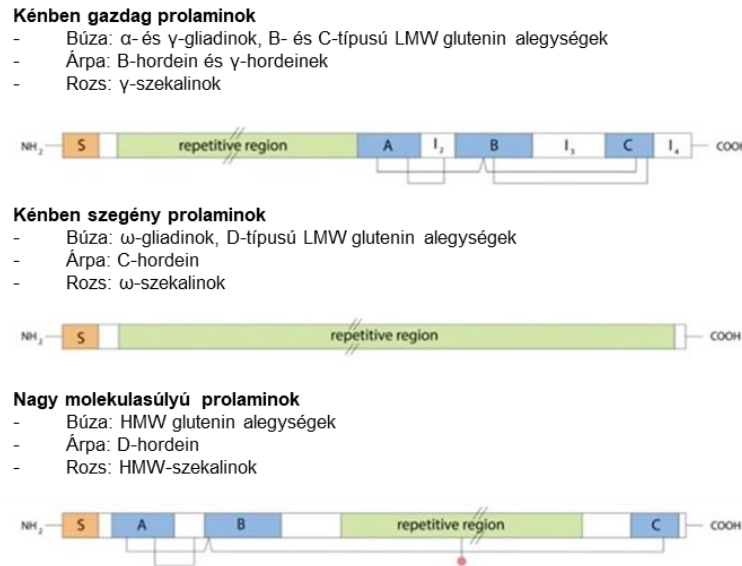 Kénben gazdag prolaminok
- Búza: α- és γ-gliadinok, B- és C-típusú LMW glutenin alegységek
- Árpa: B-hordein és γ-hordeinek
- Rozs: γ-szekalinok
NH₂ S repetitive region A I₂ B I₃ C I₄ COOH
Kénben szegény prolaminok
- Búza: ω-gliadinok, D-típusú LMW glutenin alegységek
- Árpa: C-hordein
- Rozs: ω-szekalinok
NH₂ S repetitive region COOH
Nagy molekulasúlyú prolaminok
- Búza: HMW glutenin alegységek
- Árpa: D-hordein
- Rozs: HMW-szekalinok
NH₂ S A B repetitive region C COOH